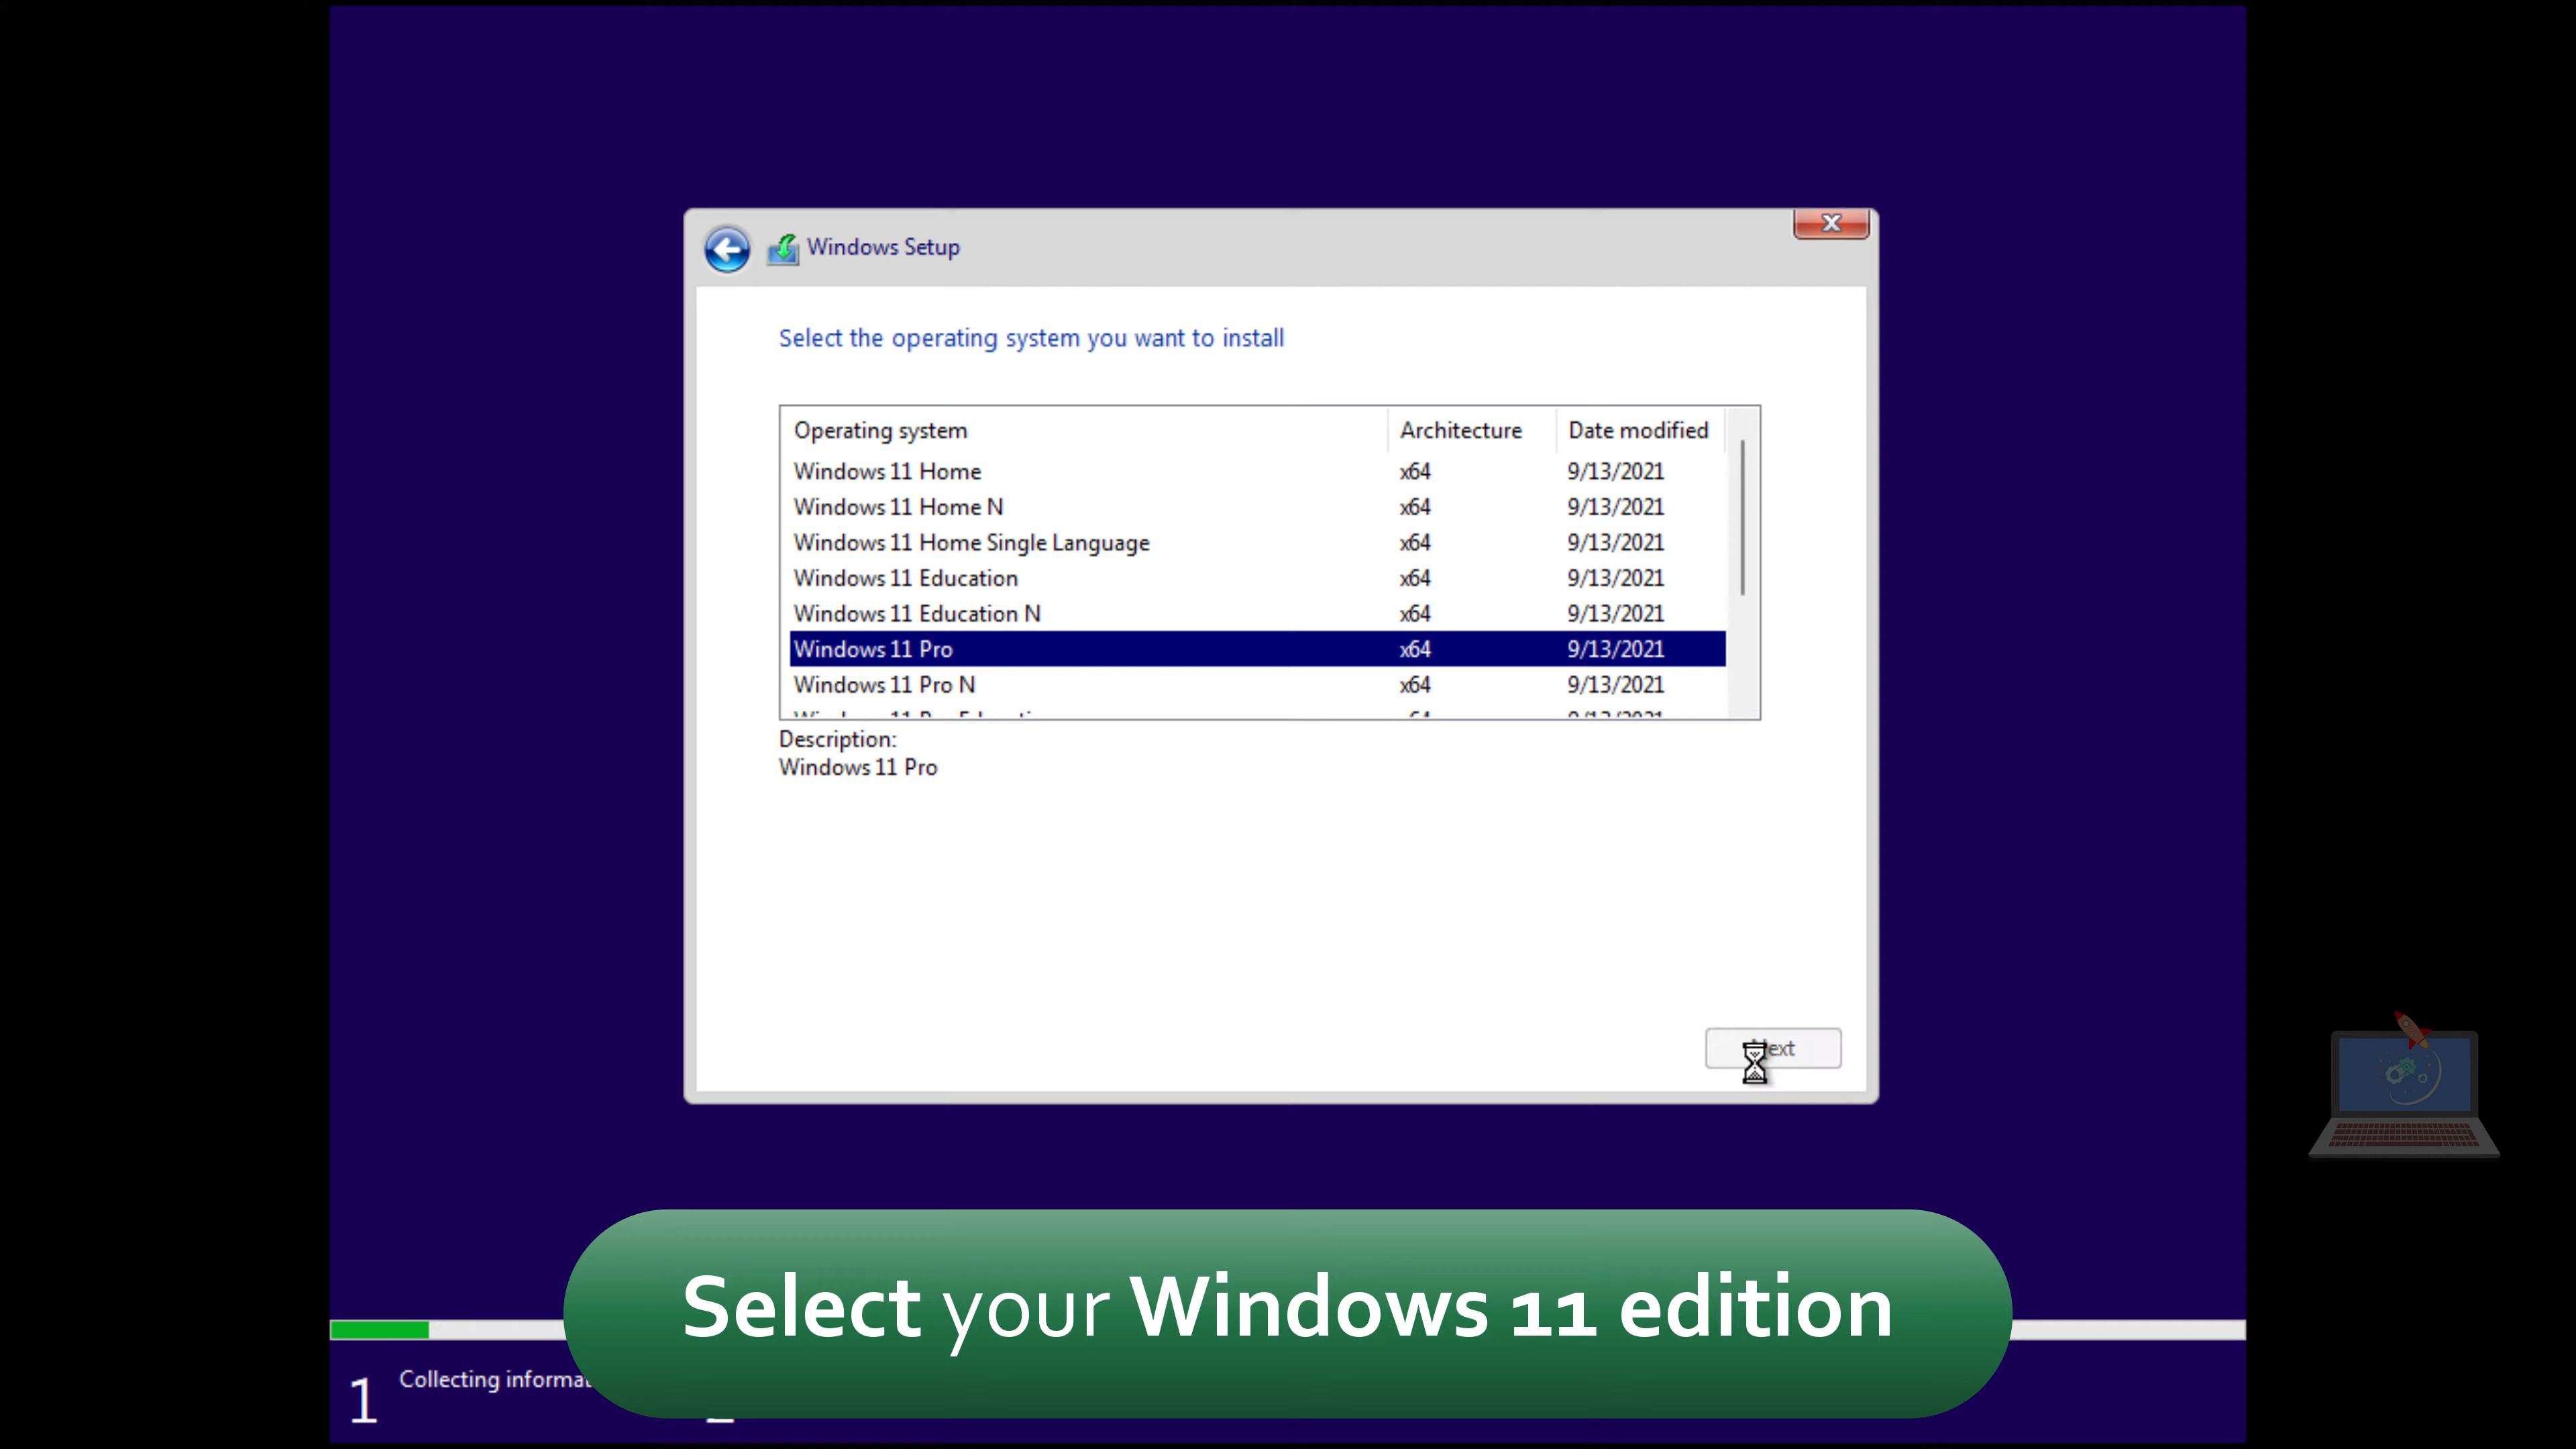 Windows Setup
Select the operating system you want to install
Operating system Architecture Date modified
Windows 11 Home x64 9/13/2021
Windows 11 Home N x64 9/13/2021
Windows 11 Home Single Language x64 9/13/2021
Windows 11 Education x64 9/13/2021
Windows 11 Education N x64 9/13/2021
Windows 11 Pro x64 9/13/2021
Windows 11 Pro N x64 9/13/2021
Description:
Windows 11 Pro
Select your Windows 11 edition
1 Collecting